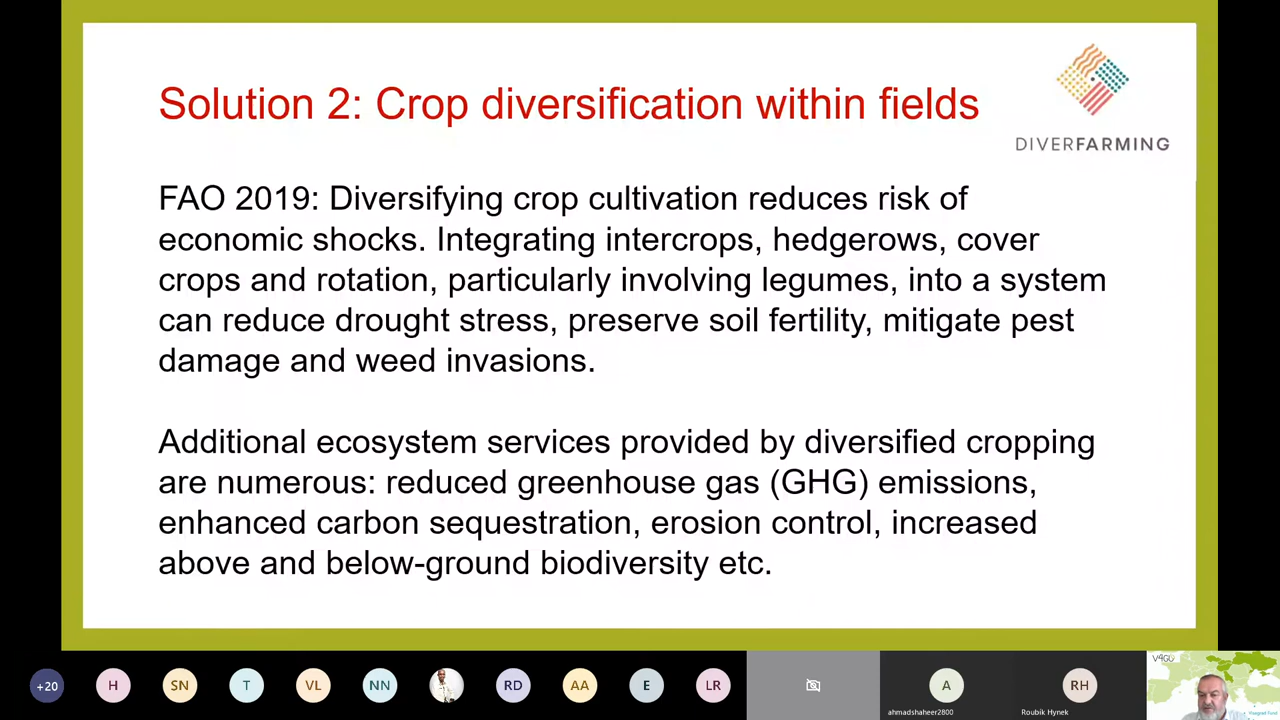 Solution 2: Crop diversification within fields
DIVERFARMING
FAO 2019: Diversifying crop cultivation reduces risk of
economic shocks. Integrating intercrops, hedgerows, cover
crops and rotation, particularly involving legumes, into a system
can reduce drought stress, preserve soil fertility, mitigate pest
damage and weed invasions.
Additional ecosystem services provided by diversified cropping
are numerous: reduced greenhouse gas (GHG) emissions,
enhanced carbon sequestration, erosion control, increased
above and below-ground biodiversity etc.
+20
H
SN
T
VL
NN
RD
AA
E
LR
A
ahmadshaheer2800
RH
Roubík Hynek